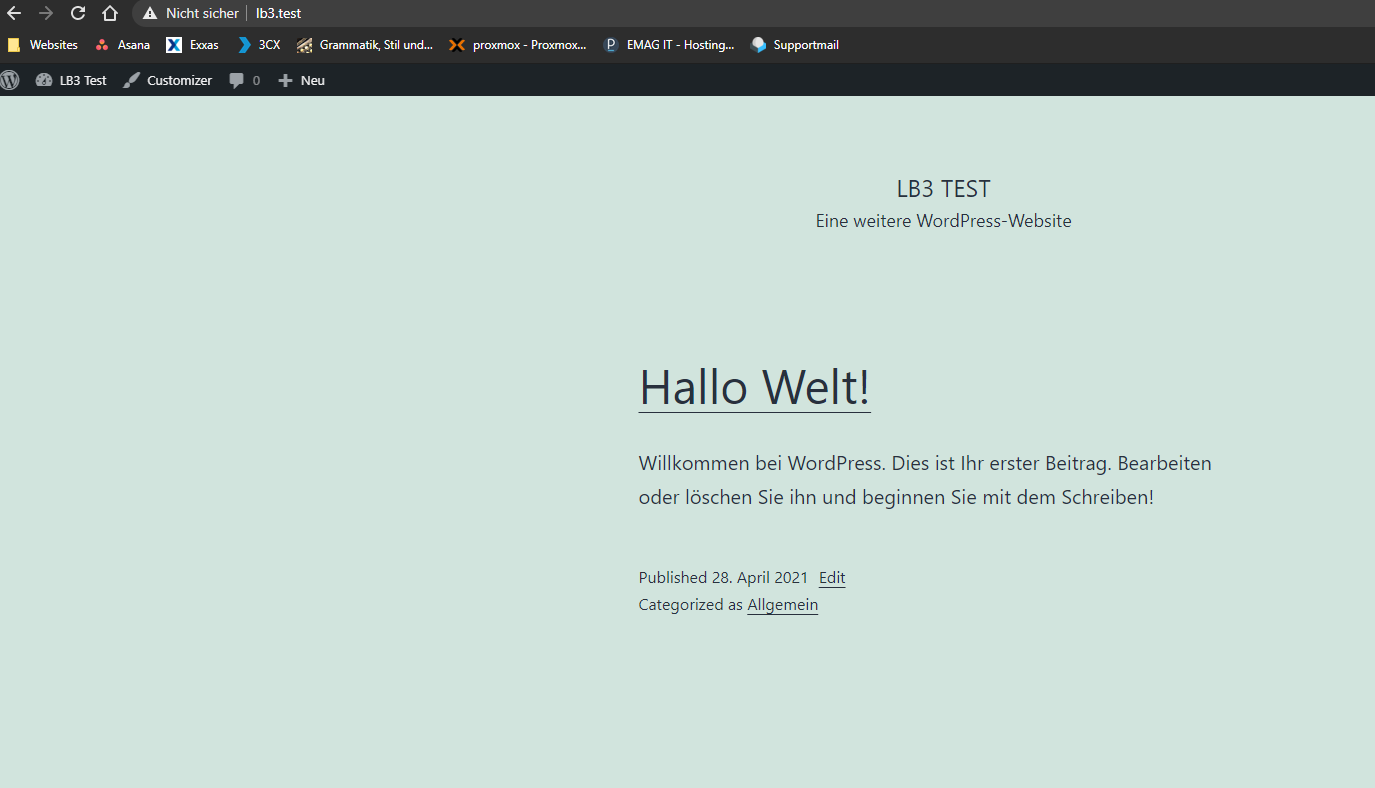 Nicht sicher lb3.test
Websites Asana Exxas 3CX Grammatik, Stil und... proxmox - Proxmox... EMAG IT - Hosting... Supportmail
LB3 Test Customizer 0 Neu
LB3 TEST
Eine weitere WordPress-Website
Hallo Welt!
Willkommen bei WordPress. Dies ist Ihr erster Beitrag. Bearbeiten
oder löschen Sie ihn und beginnen Sie mit dem Schreiben!
Published 28. April 2021 Edit
Categorized as Allgemein